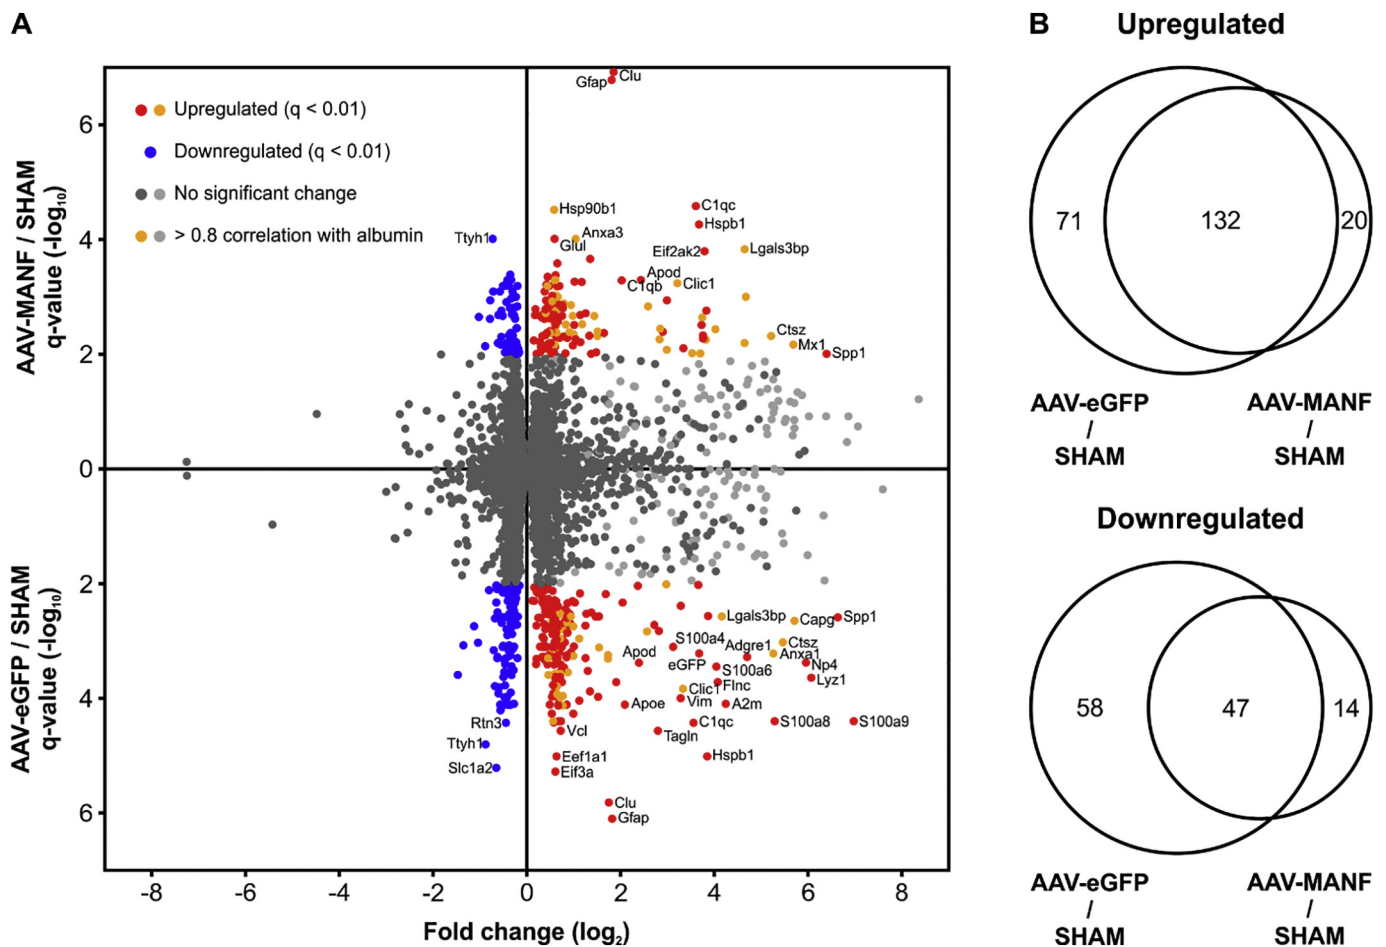 A
AAV-MANF / SHAM
q-value (-log10)
AAV-eGFP / SHAM
q-value (-log10)
6
4
2
0
2
4
6
Upregulated (q < 0.01)
Downregulated (q < 0.01)
No significant change
> 0.8 correlation with albumin
Gfap
Clu
Hsp90b1
C1qc
Ttyh1
Anxa3
Hspb1
Glul
Eif2ak2
Lgals3bp
Apod
C1qb
Clic1
Ctsz
Mx1
Spp1
Lgals3bp
Capg
Spp1
S100a4
Adgre1
Ctsz
Apod
eGFP
Anxa1
S100a6
Np4
Flnc
Lyz1
Clic1
Apoe
Vim
A2m
Rtn3
C1qc
S100a8
S100a9
Vcl
Tagln
Ttyh1
Eef1a1
Hspb1
Slc1a2
Eif3a
Clu
Gfap
-8 -6 -4 -2 0 2 4 6 8
Fold change (log2)
B
Upregulated
71 132 20
AAV-eGFP
/
SHAM
AAV-MANF
/
SHAM
Downregulated
58 47 14
AAV-eGFP
/
SHAM
AAV-MANF
/
SHAM